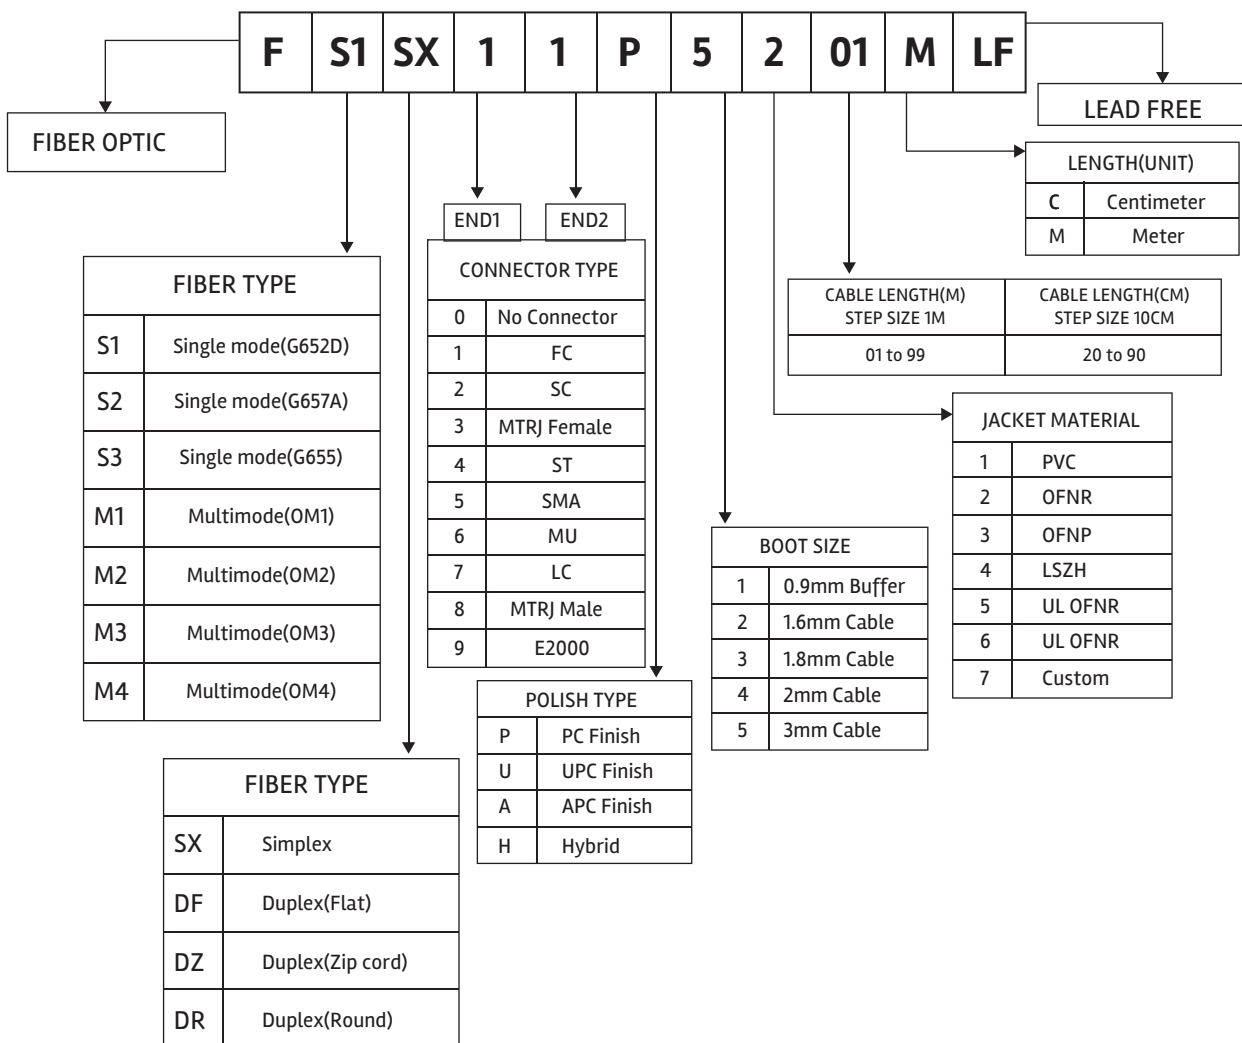 F S1 SX 1 1 P 5 2 01 M LF
FIBER OPTIC
LEAD FREE
LENGTH(UNIT)
C Centimeter
M Meter
END1 END2
CONNECTOR TYPE
0 No Connector
1 FC
2 SC
3 MTRJ Female
4 ST
5 SMA
6 MU
7 LC
8 MTRJ Male
9 E2000
FIBER TYPE
S1 Single mode(G652D)
S2 Single mode(G657A)
S3 Single mode(G655)
M1 Multimode(OM1)
M2 Multimode(OM2)
M3 Multimode(OM3)
M4 Multimode(OM4)
CABLE LENGTH(M) CABLE LENGTH(CM)
STEP SIZE 1M STEP SIZE 10CM
01 to 99 20 to 90
JACKET MATERIAL
1 PVC
2 OFNR
3 OFNP
4 LSZH
5 UL OFNR
6 UL OFNR
7 Custom
BOOT SIZE
1 0.9mm Buffer
2 1.6mm Cable
3 1.8mm Cable
4 2mm Cable
5 3mm Cable
POLISH TYPE
P PC Finish
U UPC Finish
A APC Finish
H Hybrid
FIBER TYPE
SX Simplex
DF Duplex(Flat)
DZ Duplex(Zip cord)
DR Duplex(Round)